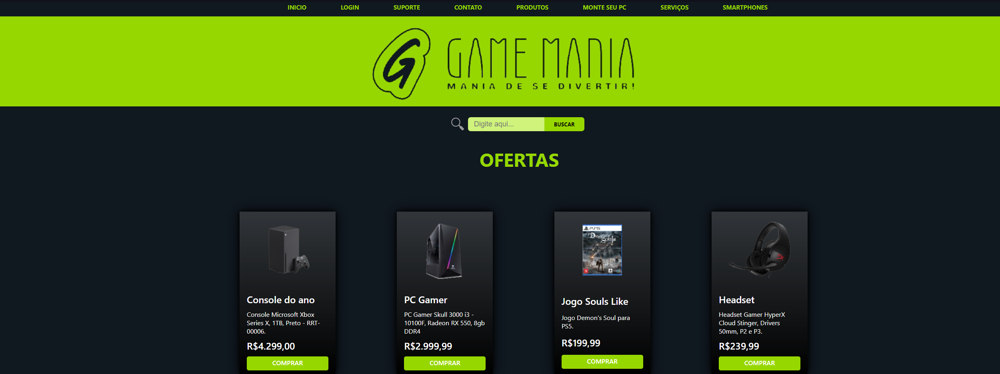 INICIO LOGIN SUPORTE CONTATO PRODUTOS MONTE SEU PC SERVIÇOS SMARTPHONES
G GAME MANIA
MANIA DE SE DIVERTIR!
Digite aqui... BUSCAR
OFERTAS
PS5
Demon's
Souls
Console do ano
Console Microsoft Xbox
Series X, 1TB, Preto - RRT-
00006.
R$4.299,00
COMPRAR
PC Gamer
PC Gamer Skull 3000 i3 -
10100F, Radeon RX 550, 8gb
DDR4
R$2.999,99
COMPRAR
Jogo Souls Like
Jogo Demon's Soul para
PS5.
R$199,99
COMPRAR
Headset
Headset Gamer HyperX
Cloud Stinger, Drivers
50mm, P2 e P3.
R$239,99
COMPRAR